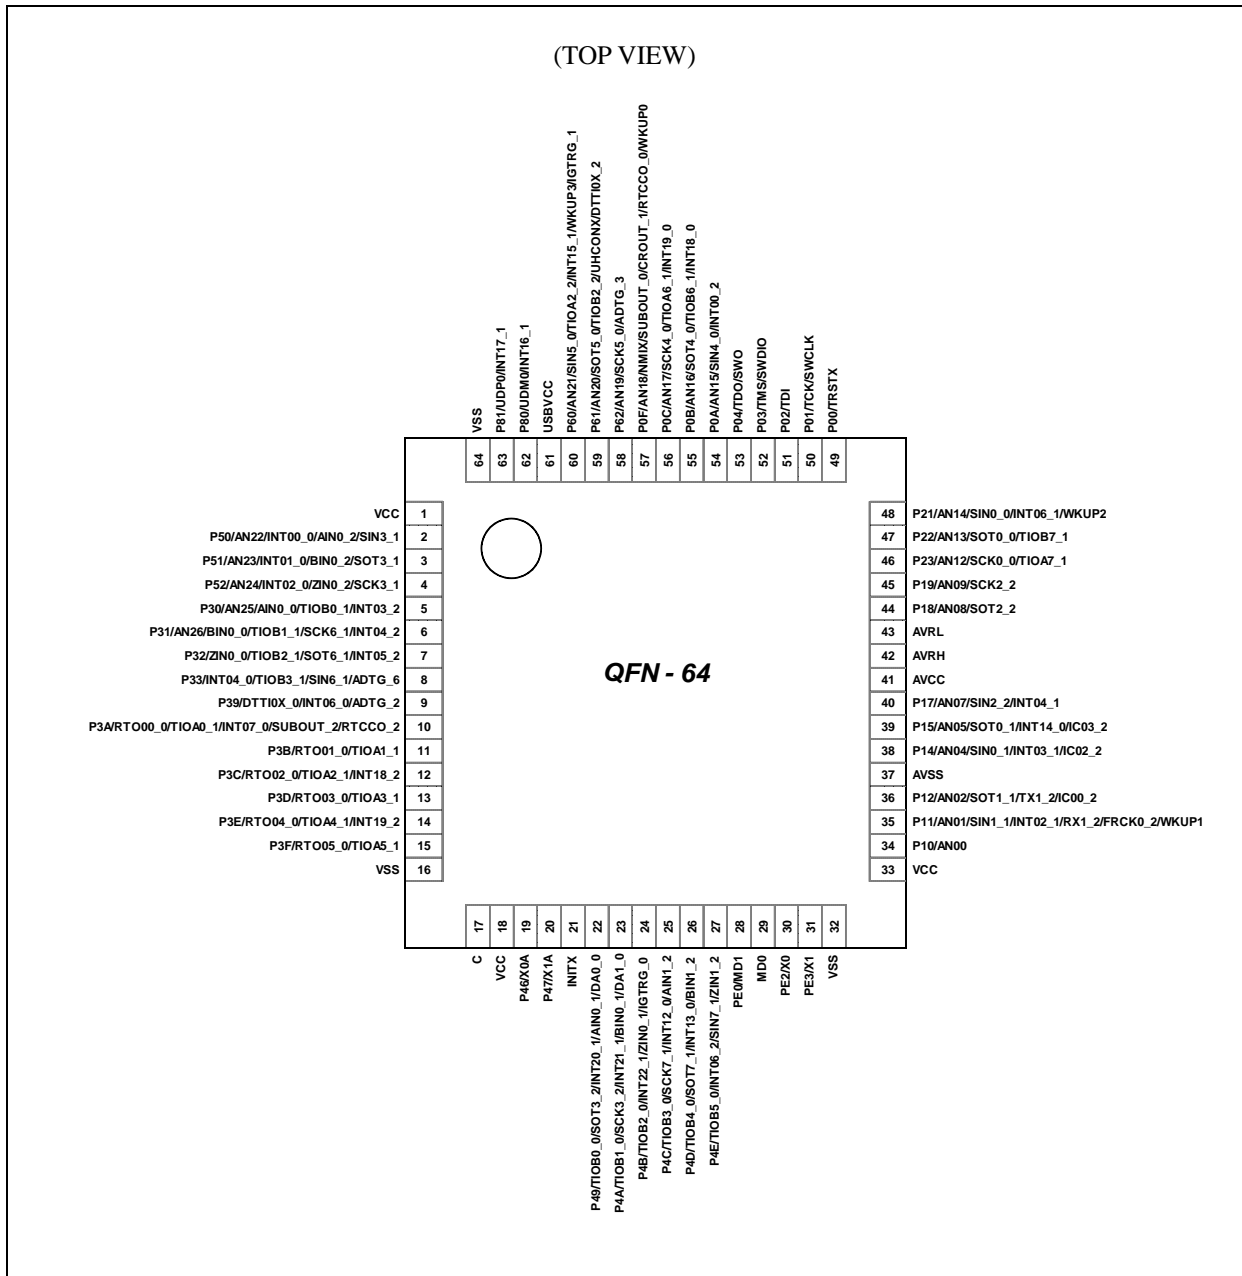 (TOP VIEW)
VSS
P81/UDP0/INT17_1
P80/UDM0/INT16_1
USBVCC
P60/AN21/SIN5_0/TIOA2_2/INT15_1/WKUP3/IGTRG_1
P61/AN20/SOT5_0/TIOB2_2/UHCONX/DTTI0X_2
P62/AN19/SCK5_0/ADTG_3
P0F/AN18/NMIX/SUBOUT_0/CROUT_1/RTCCO_0/WKUP0
P0C/AN17/SCK4_0/TIOA6_1/INT19_0
P0B/AN16/SOT4_0/TIOB6_1/INT18_0
P0A/AN15/SIN4_0/INT00_2
P04/TDO/SWO
P03/TMS/SWDIO
P02/TDI
P01/TCK/SWCLK
P00/TRSTX
64 63 62 61 60 59 58 57 56 55 54 53 52 51 50 49
VCC 1
P50/AN22/INT00_0/AIN0_2/SIN3_1 2
P51/AN23/INT01_0/BIN0_2/SOT3_1 3
P52/AN24/INT02_0/ZIN0_2/SCK3_1 4
P30/AN25/AIN0_0/TIOB0_1/INT03_2 5
P31/AN26/BIN0_0/TIOB1_1/SCK6_1/INT04_2 6
P32/ZIN0_0/TIOB2_1/SOT6_1/INT05_2 7
P33/INT04_0/TIOB3_1/SIN6_1/ADTG_6 8
P39/DTTI0X_0/INT06_0/ADTG_2 9
P3A/RTO00_0/TIOA0_1/INT07_0/SUBOUT_2/RTCCO_2 10
P3B/RTO01_0/TIOA1_1 11
P3C/RTO02_0/TIOA2_1/INT18_2 12
P3D/RTO03_0/TIOA3_1 13
P3E/RTO04_0/TIOA4_1/INT19_2 14
P3F/RTO05_0/TIOA5_1 15
VSS 16
QFN - 64
48 P21/AN14/SIN0_0/INT06_1/WKUP2
47 P22/AN13/SOT0_0/TIOB7_1
46 P23/AN12/SCK0_0/TIOA7_1
45 P19/AN09/SCK2_2
44 P18/AN08/SOT2_2
43 AVRL
42 AVRH
41 AVCC
40 P17/AN07/SIN2_2/INT04_1
39 P15/AN05/SOT0_1/INT14_0/IC03_2
38 P14/AN04/SIN0_1/INT03_1/IC02_2
37 AVSS
36 P12/AN02/SOT1_1/TX1_2/IC00_2
35 P11/AN01/SIN1_1/INT02_1/RX1_2/FRCK0_2/WKUP1
34 P10/AN00
33 VCC
17 18 19 20 21 22 23 24 25 26 27 28 29 30 31 32
C
VCC
P46/X0A
P47/X1A
INITX
P49/TIOB0_0/SOT3_2/INT20_1/AIN0_1/DA0_0
P4A/TIOB1_0/SCK3_2/INT21_1/BIN0_1/DA1_0
P4B/TIOB2_0/INT22_1/ZIN0_1/IGTRG_0
P4C/TIOB3_0/SCK7_1/INT12_0/AIN1_2
P4D/TIOB4_0/SOT7_1/INT13_0/BIN1_2
P4E/TIOB5_0/INT06_2/SIN7_1/ZIN1_2
PE0/MD1
MD0
PE2/X0
PE3/X1
VSS